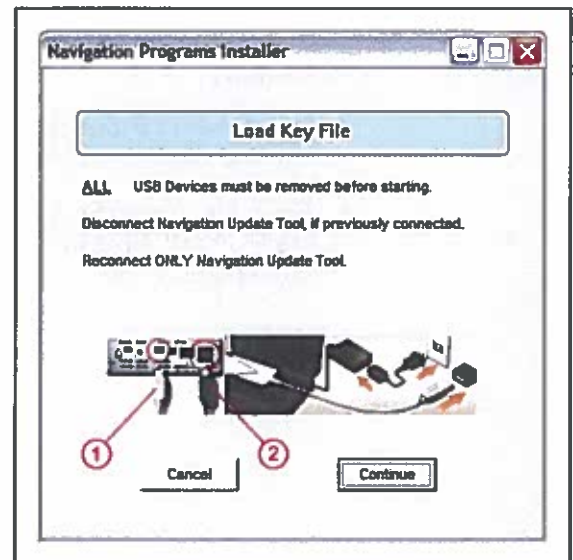 Navigation Programs Installer
Load Key File
ALL USB Devices must be removed before starting.
Disconnect Navigation Update Tool, if previously connected.
Reconnect ONLY Navigation Update Tool.
1
2
Cancel
Continue